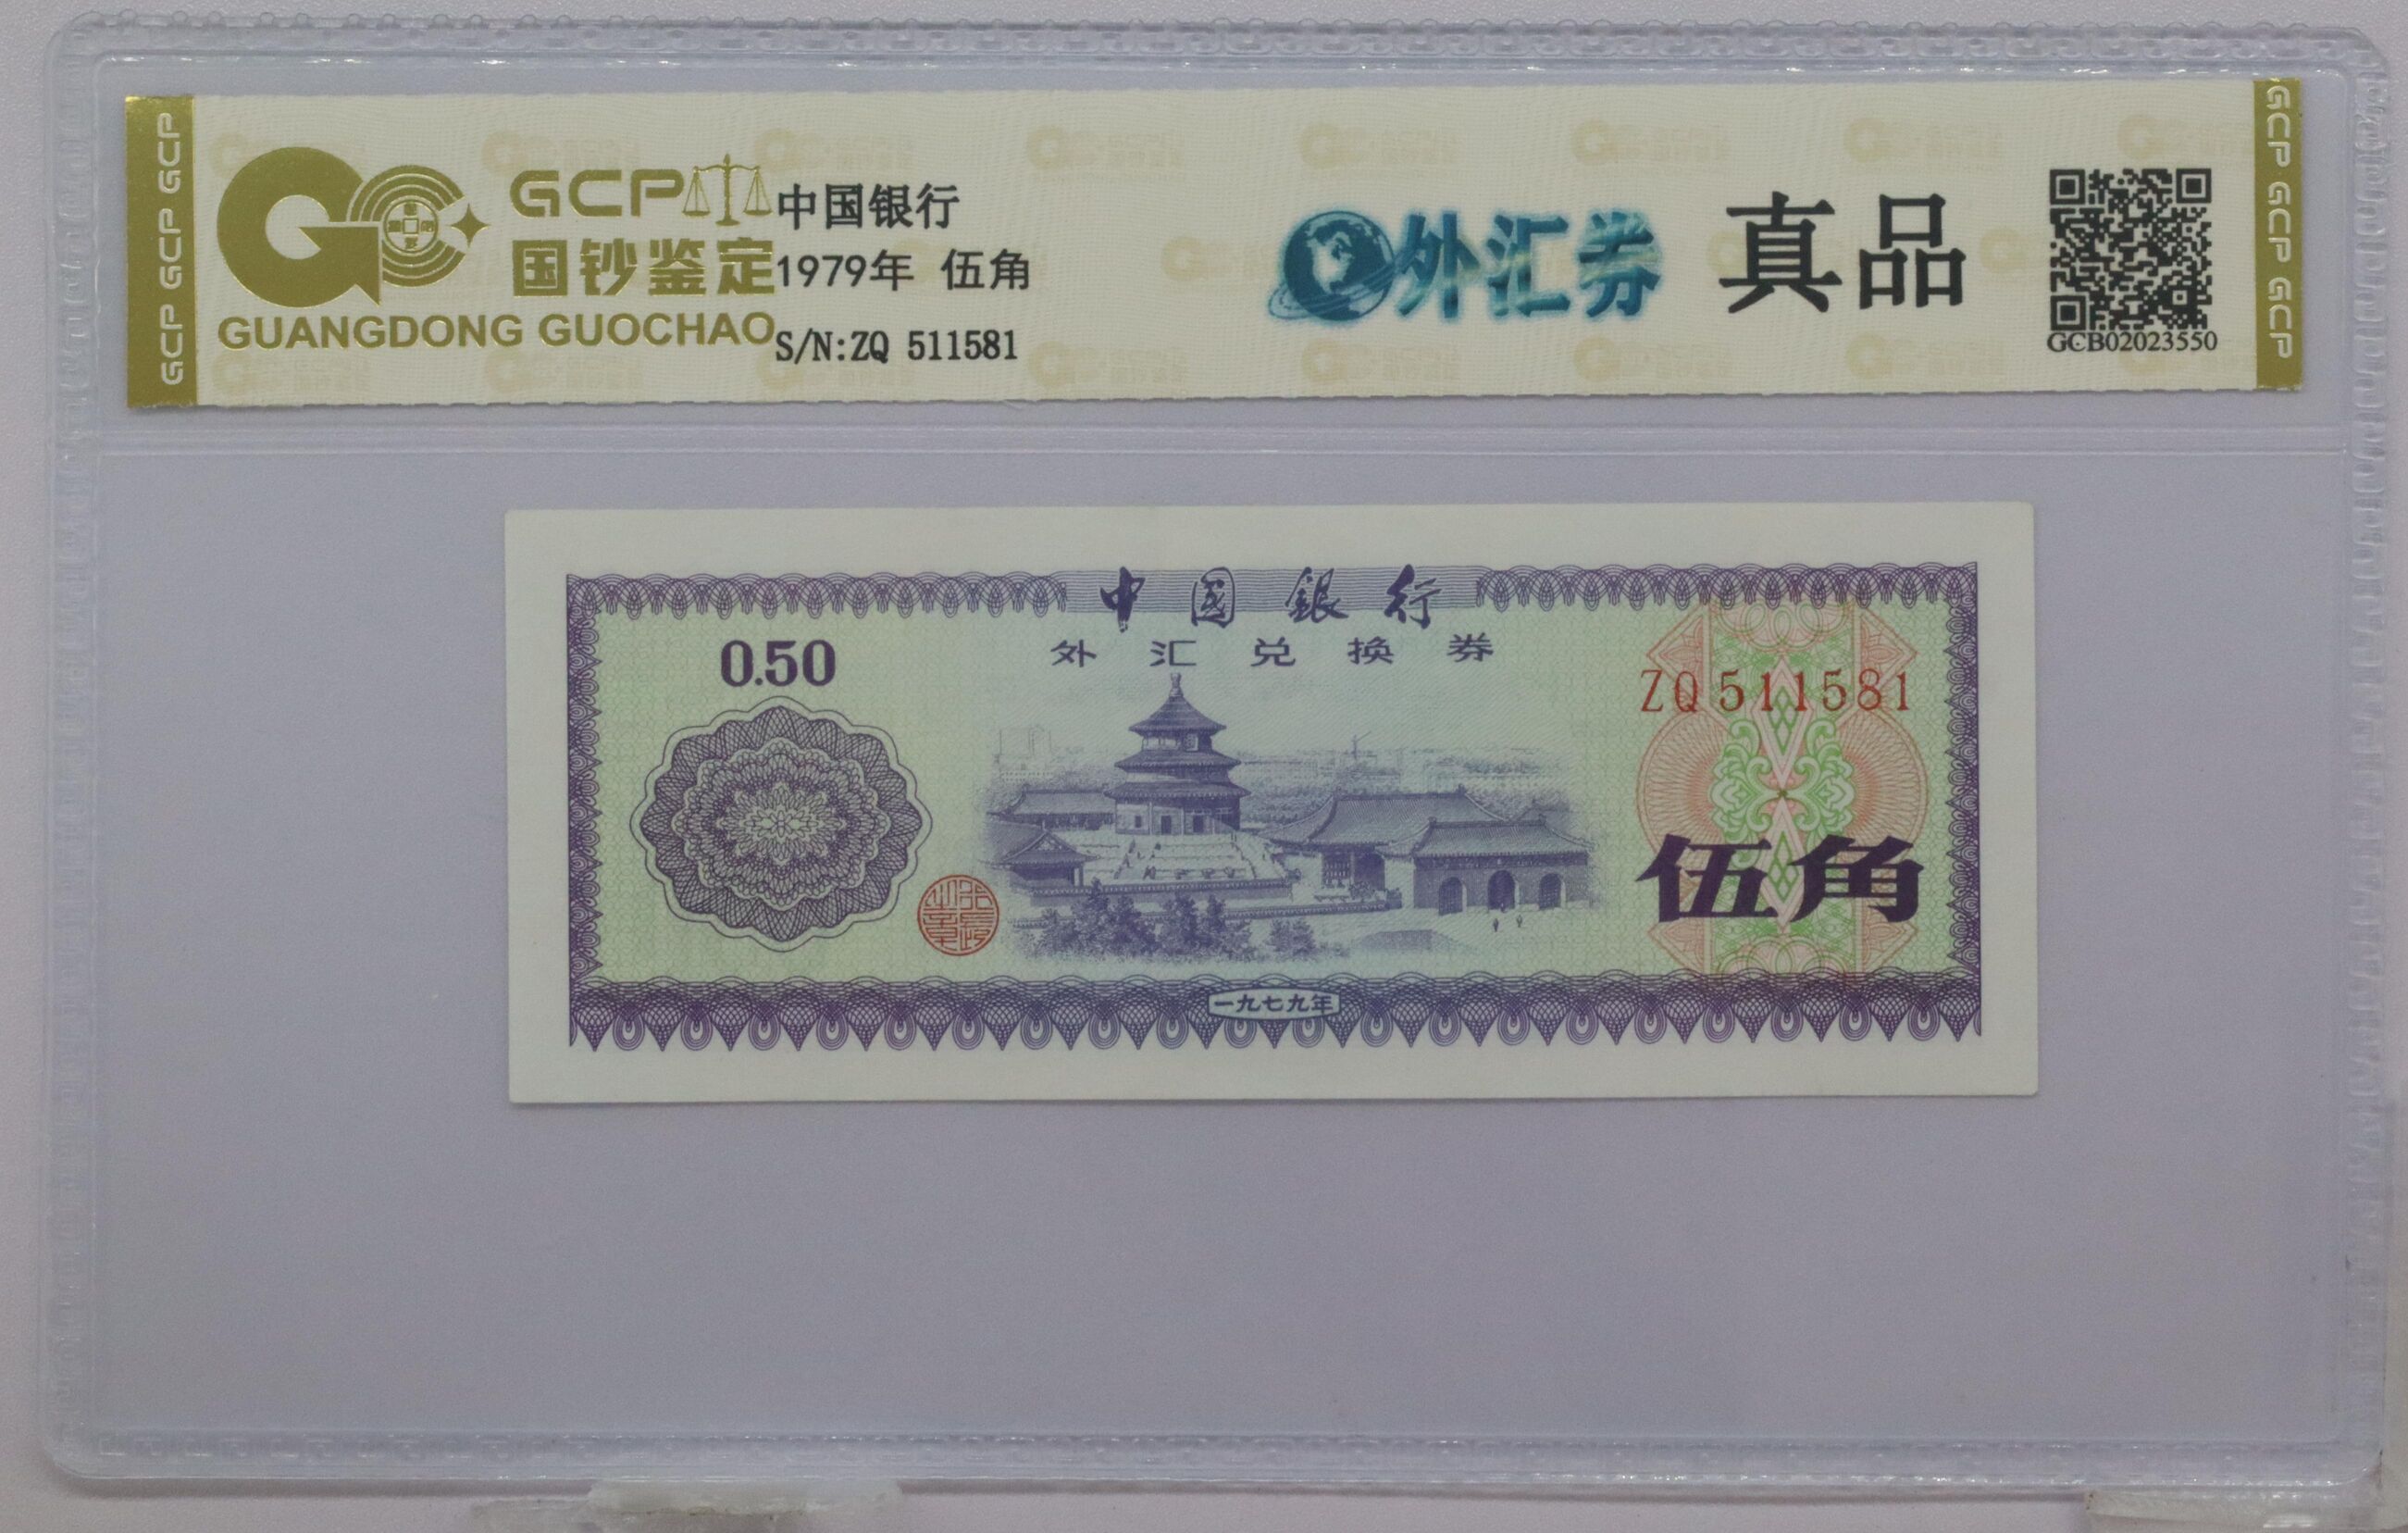 GCP GCP GCP
GCP
国钞鉴定
GUANGDONG GUOCHAO
中国银行
1979年 伍角
S/N:ZQ 511581
外汇券
真品
GCB02023550
GCP GCP GCP
中國銀行
外汇兑换券
0.50
ZQ511581
伍角
一九七九年